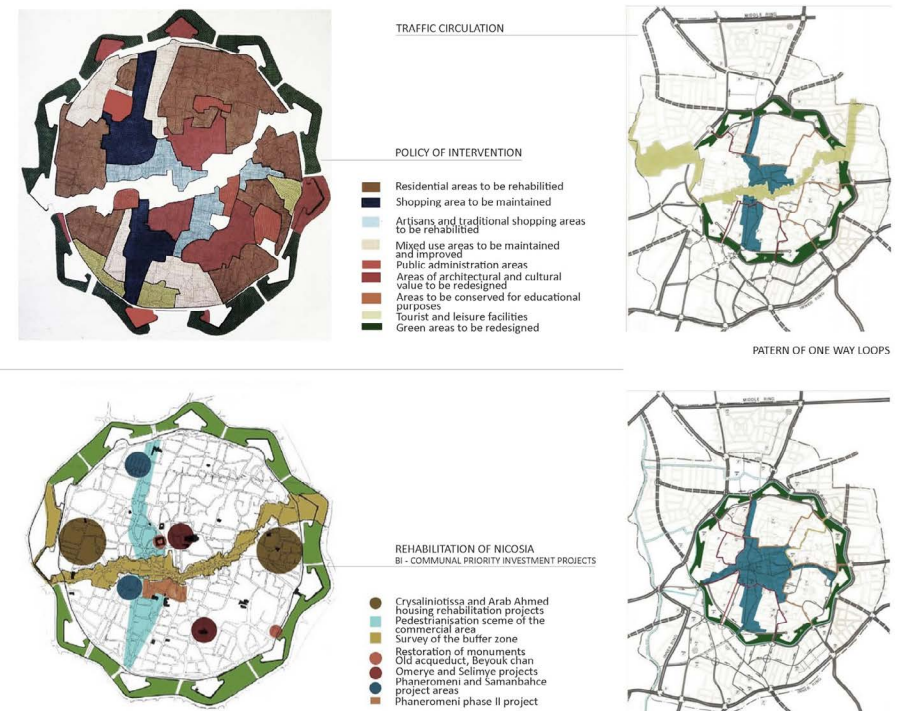 TRAFFIC CIRCULATION
MIDDLE RING
POLICY OF INTERVENTION
Residential areas to be rehabilitied
Shopping area to be maintained
Artisans and traditional shopping areas
to be rehabilitied
Mixed use areas to be maintained
and improved
Public administration areas
Areas of architectural and cultural
value to be redesigned
Areas to be conserved for educational
purposes
Tourist and leisure facilities
Green areas to be redesigned
PATERN OF ONE WAY LOOPS
MIDDLE RING
REHABILITATION OF NICOSIA
BI - COMMUNAL PRIORITY INVESTMENT PROJECTS
Crysaliniotissa and Arab Ahmed
housing rehabilitation projects
Pedestrianisation sceme of the
commercial area
Survey of the buffer zone
Restoration of monuments
Old acqueduct, Beyouk chan
Omerye and Selimye projects
Phaneromeni and Samanbahce
project areas
Phaneromeni phase II project